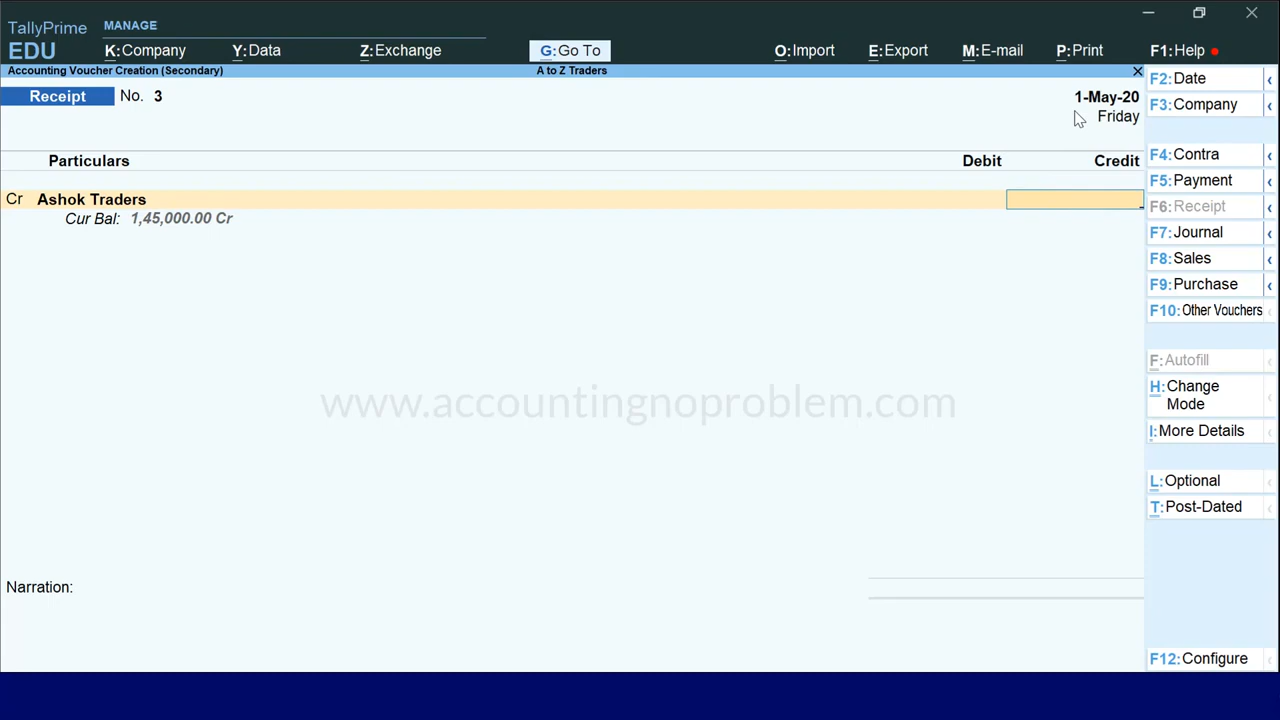 TallyPrime MANAGE
EDU K:Company Y:Data Z:Exchange G:Go To O:Import E:Export M:E-mail P:Print F1:Help
Accounting Voucher Creation (Secondary) A to Z Traders
Receipt No. 3 1-May-20
Friday
Particulars Debit Credit
Cr Ashok Traders
Cur Bal: 1,45,000.00 Cr
www.accountingnoproblem.com
Narration:
F2:Date
F3:Company
F4:Contra
F5:Payment
F6:Receipt
F7:Journal
F8:Sales
F9:Purchase
F10:Other Vouchers
F:Autofill
H:Change
Mode
I:More Details
L:Optional
T:Post-Dated
F12:Configure